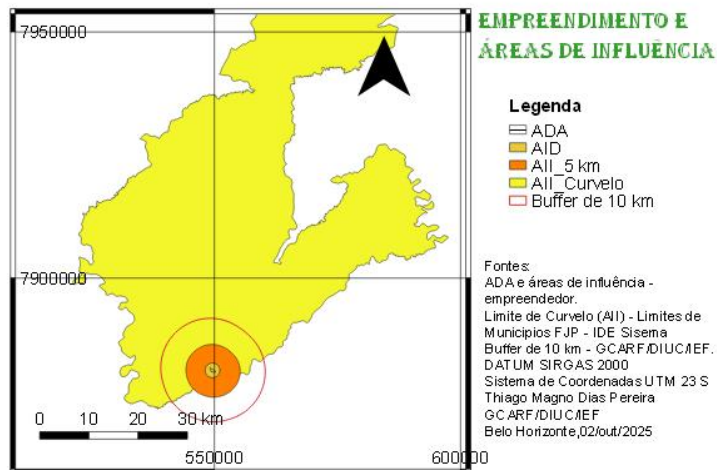 EMPREENDIMENTO E
ÁREAS DE INFLUÊNCIA
7950000
7900000
Legenda
ADA
AID
AII_5 km
AII_Curvelo
Buffer de 10 km
Fontes:
ADA e áreas de influência -
empreendedor.
Limite de Curvelo (AII) - Limites de
Municipios FJP - IDE Sisema
Buffer de 10 km - GCARF/DIUC/IEF.
DATUM SIRGAS 2000
Sistema de Coordenadas UTM 23 S
Thiago Magno Dias Pereira
GCARF/DIUC/IEF
Belo Horizonte,02/out/2025
0 10 20 30 km
550000 600000